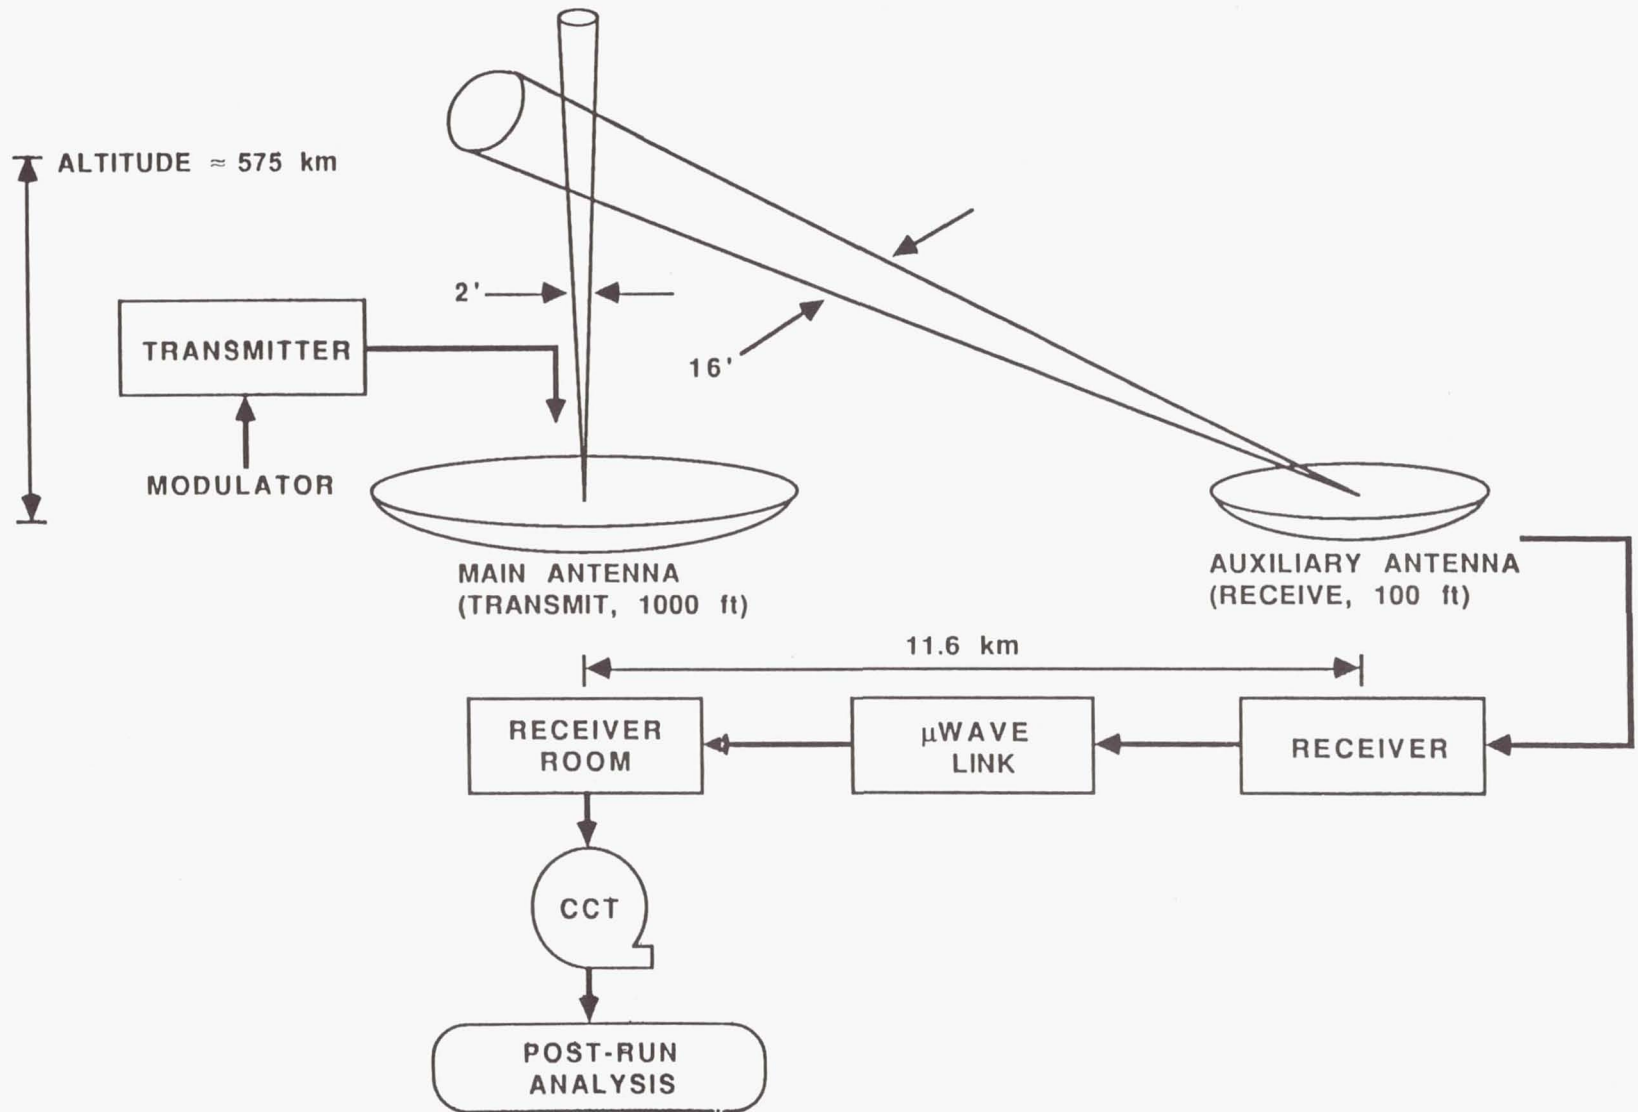 ALTITUDE ≈ 575 km
2'
16'
TRANSMITTER
MODULATOR
MAIN ANTENNA
(TRANSMIT, 1000 ft)
AUXILIARY ANTENNA
(RECEIVE, 100 ft)
11.6 km
RECEIVER
ROOM
μWAVE
LINK
RECEIVER
CCT
POST-RUN
ANALYSIS